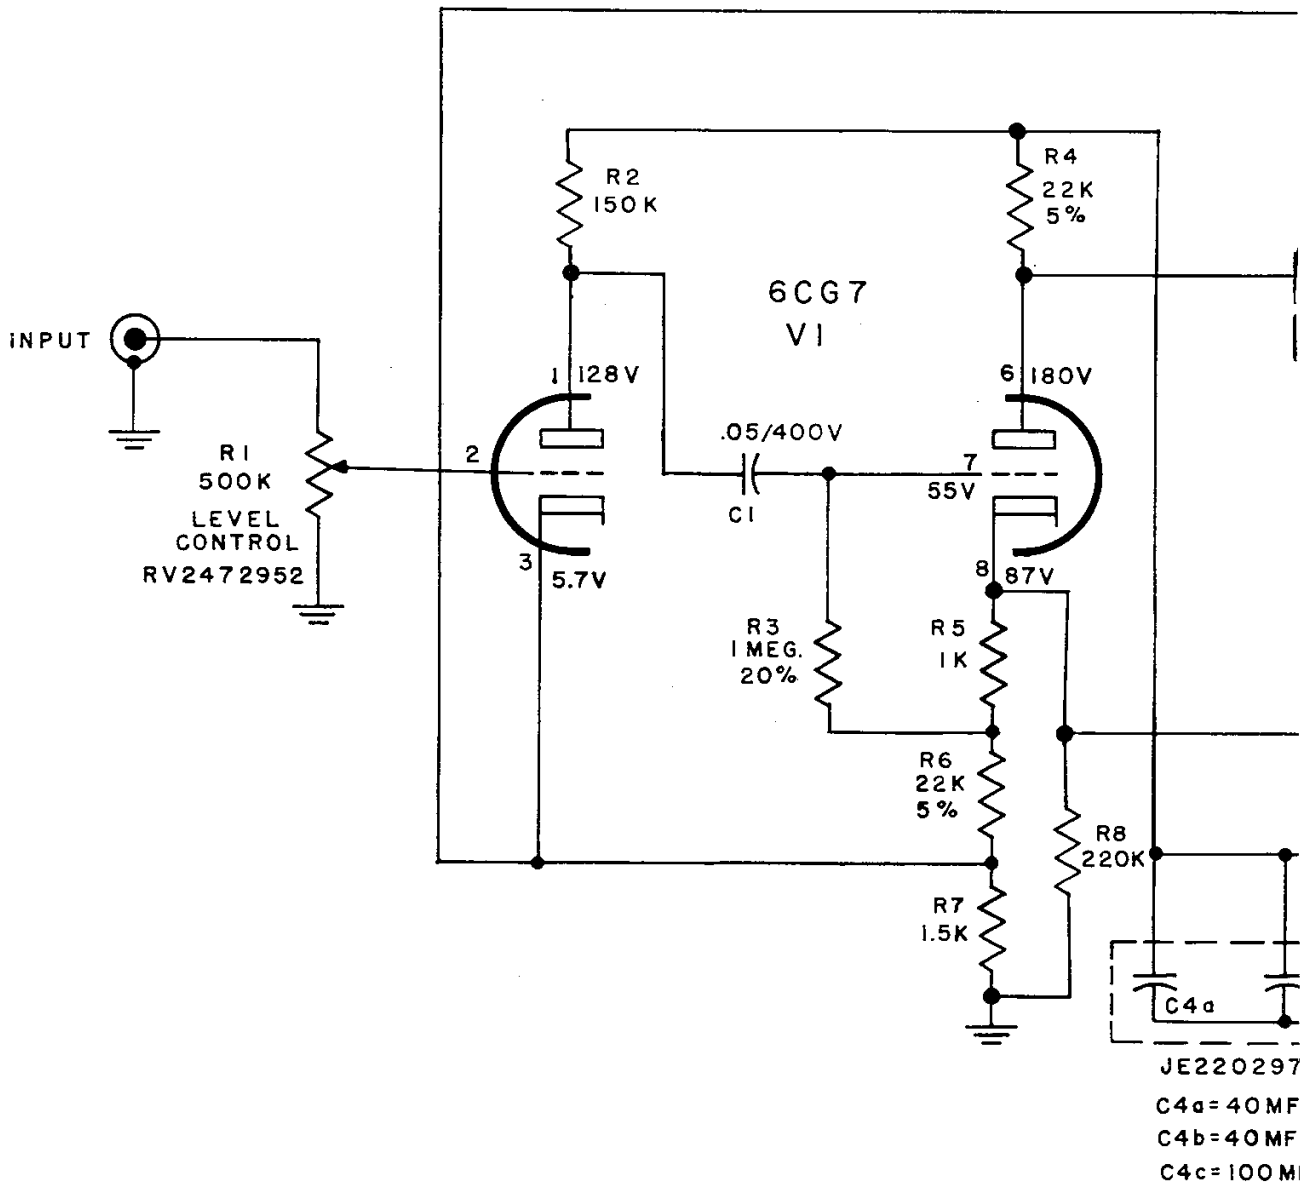 R2
150K
R4
22K
5%
6CG7
V1
INPUT
1
128V
6
180V
R1
500K
LEVEL
CONTROL
RV2472952
2
.05/400V
C1
7
55V
3
5.7V
8
87V
R3
1 MEG.
20%
R5
1K
R6
22K
5%
R8
220K
R7
1.5K
C4a
JE220297
C4a=40MF
C4b=40MF
C4c=100M